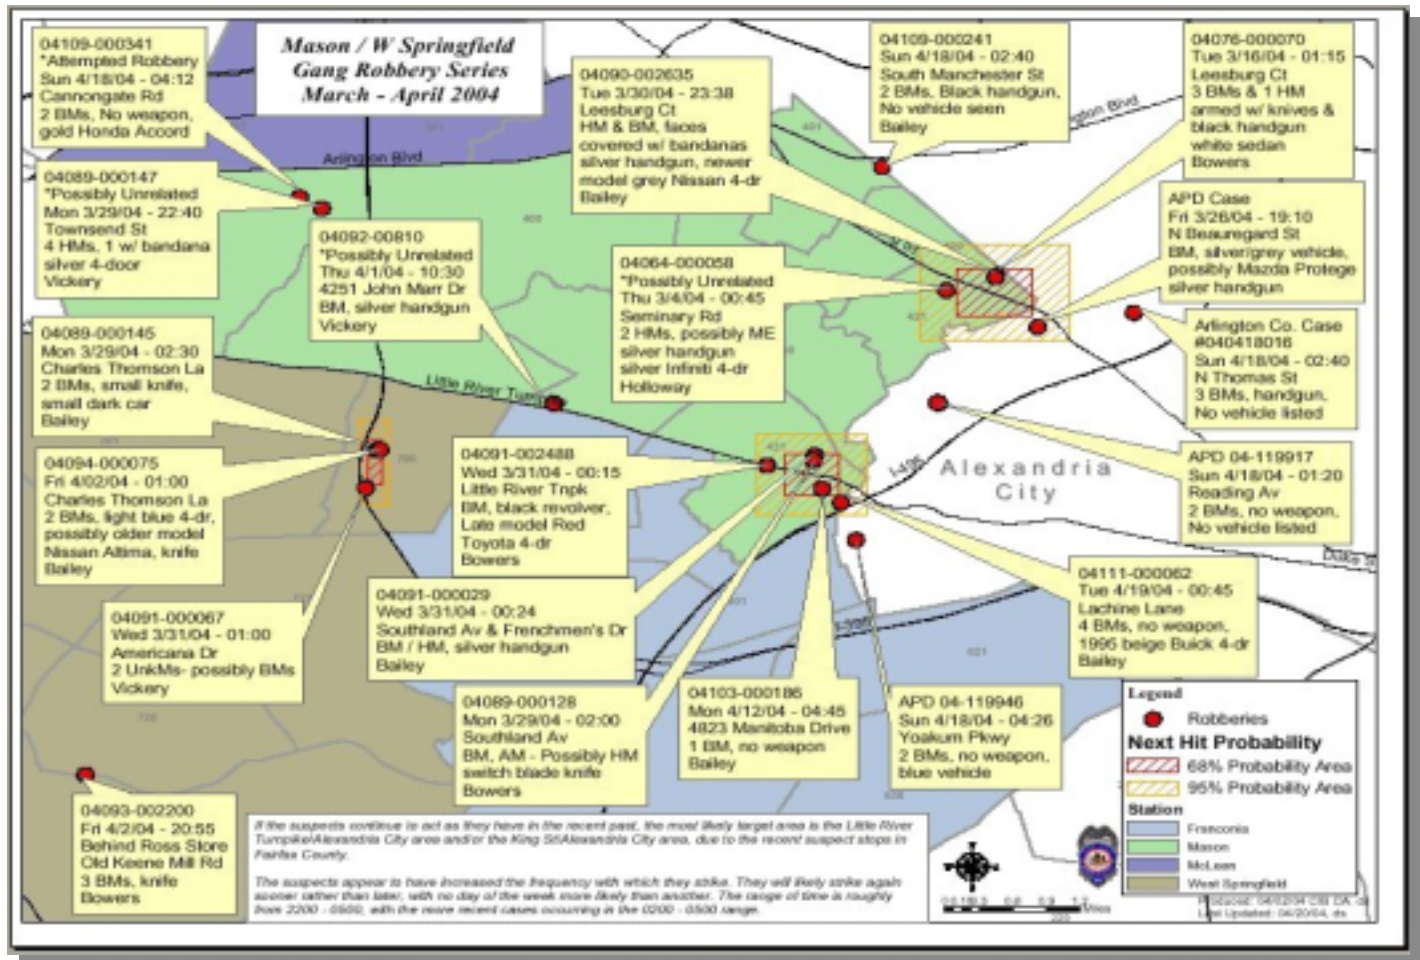 Mason / W Springfield
Gang Robbery Series
March - April 2004
04109-000341
*Attempted Robbery
Sun 4/18/04 - 04:12
Cannongate Rd
2 BMs, No weapon,
gold Honda Accord
04089-000147
*Possibly Unrelated
Mon 3/29/04 - 22:40
Townsend St
4 HMs, 1 w/ bandana
silver 4-door
Vickery
04092-00810
*Possibly Unrelated
Thu 4/1/04 - 10:30
4251 John Marr Dr
BM, silver handgun
Vickery
04090-002635
Tue 3/30/04 - 23:38
Leesburg Ct
HM & BM, faces
covered w/ bandanas
silver handgun, newer
model grey Nissan 4-dr
Bailey
04109-000241
Sun 4/18/04 - 02:40
South Manchester St
2 BMs, Black handgun,
No vehicle seen
Bailey
04076-000070
Tue 3/16/04 - 01:15
Leesburg Ct
3 BMs & 1 HM
armed w/ knives &
black handgun
white sedan
Bowers
APD Case
Fri 3/26/04 - 19:10
N Beauregard St
BM, silver/grey vehicle,
possibly Mazda Protege
silver handgun
04064-000058
*Possibly Unrelated
Thu 3/4/04 - 00:45
Seminary Rd
2 HMs, possibly ME
silver handgun
silver Infiniti 4-dr
Holloway
Arlington Co. Case
#040418016
Sun 4/18/04 - 02:40
N Thomas St
3 BMs, handgun,
No vehicle listed
04089-000145
Mon 3/29/04 - 02:30
Charles Thomson La
2 BMs, small knife,
small dark car
Bailey
04094-000075
Fri 4/02/04 - 01:00
Charles Thomson La
2 BMs, light blue 4-dr,
possibly older model
Nissan Altima, knife
Bailey
04091-002488
Wed 3/31/04 - 00:15
Little River Tnpk
BM, black revolver,
Late model Red
Toyota 4-dr
Bowers
APD 04-119917
Sun 4/18/04 - 01:20
Reading Av
2 BMs, no weapon,
No vehicle listed
04091-000067
Wed 3/31/04 - 01:00
Americana Dr
2 UnkMs- possibly BMs
Vickery
04091-000029
Wed 3/31/04 - 00:24
Southland Av & Frenchmen's Dr
BM / HM, silver handgun
Bailey
04111-000062
Tue 4/19/04 - 00:45
Lachine Lane
4 BMs, no weapon,
1995 beige Buick 4-dr
Bailey
04089-000128
Mon 3/29/04 - 02:00
Southland Av
BM, AM - Possibly HM
switch blade knife
Bowers
04103-000186
Mon 4/12/04 - 04:45
4823 Manitoba Drive
1 BM, no weapon
Bailey
APD 04-119946
Sun 4/18/04 - 04:26
Yoakum Pkwy
2 BMs, no weapon,
blue vehicle
04093-002200
Fri 4/2/04 - 20:55
Behind Ross Store
Old Keene Mill Rd
3 BMs, knife
Bowers
Arlington Blvd
Blvd
Little River
I-495
Alexandria
City
Duke St
If the suspects continue to act as they have in the recent past, the most likely target area is the Little River
Turnpike/Alexandria City area and/or the King St/Alexandria City area, due to the recent suspect stops in
Fairfax County.
The suspects appear to have increased the frequency with which they strike. They will likely strike again
sooner rather than later, with no day of the week more likely than another. The range of time is roughly
from 2200 - 0500, with the more recent cases occurring in the 0200 - 0500 range.
Legend
Robberies
Next Hit Probability
68% Probability Area
95% Probability Area
Station
Franconia
Mason
McLean
West Springfield
Miles
Last Updated: 04/20/04, ds